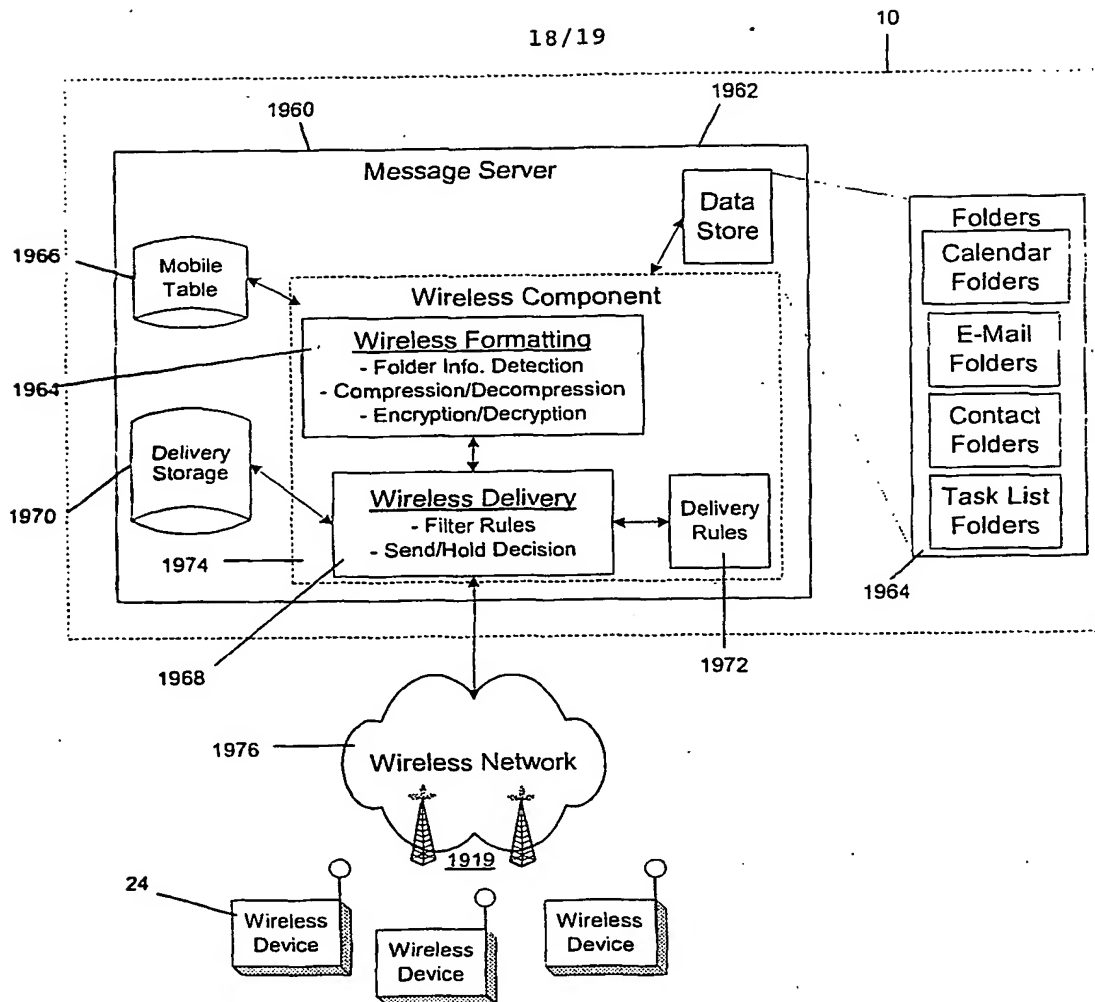 18/19
10
1960
1962
Message Server
Data
Store
1966
Mobile
Table
Folders
Calendar
Folders
E-Mail
Folders
Contact
Folders
Task List
Folders
Wireless Component
1964
Wireless Formatting
- Folder Info. Detection
- Compression/Decompression
- Encryption/Decryption
Delivery
Storage
1970
Wireless Delivery
- Filter Rules
- Send/Hold Decision
Delivery
Rules
1974
1964
1968
1972
1976
Wireless Network
1919
24
Wireless
Device
Wireless
Device
Wireless
Device